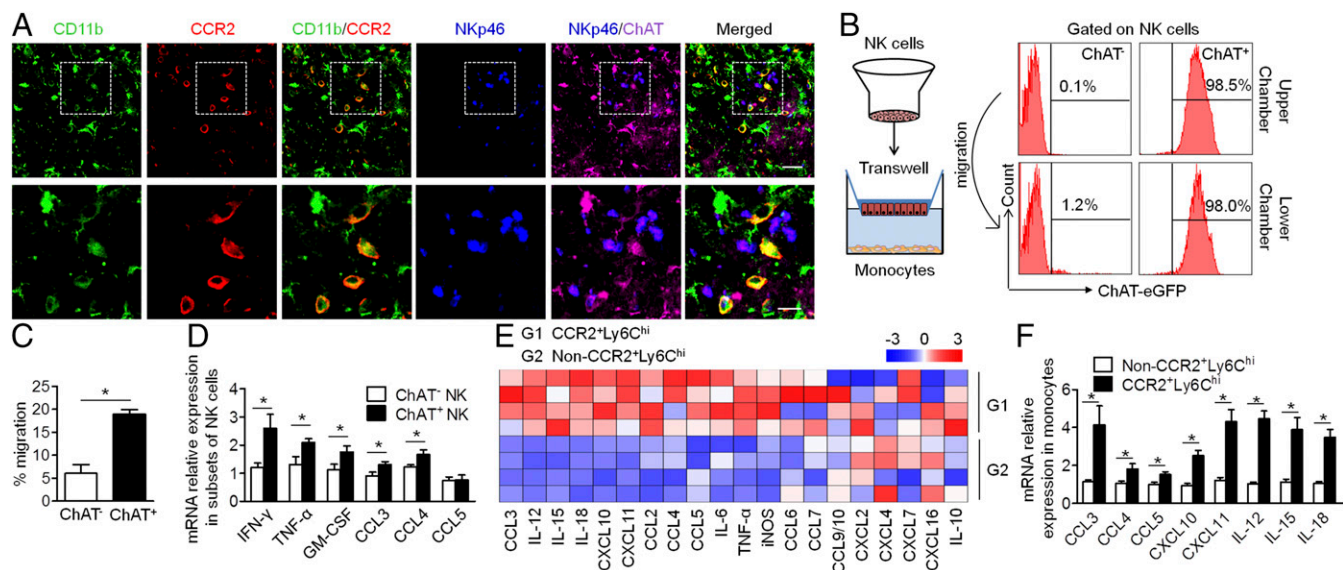 A
CD11b CCR2 CD11b/CCR2 NKp46 NKp46/ChAT Merged
B
NK cells
Transwell
Monocytes
migration
Gated on NK cells
ChAT⁻ ChAT⁺
0.1% 98.5%
Upper Chamber
1.2% 98.0%
Lower Chamber
Count
ChAT-eGFP
C
% migration
25
20
15
10
5
0
*
ChAT⁻ ChAT⁺
D
mRNA relative expression
in subsets of NK cells
4
3
2
1
0
ChAT⁻ NK
ChAT⁺ NK
* * * * *
IFN-γ TNF-α GM-CSF CCL3 CCL4 CCL5
E
G1 CCR2⁺Ly6Cʰⁱ
G2 Non-CCR2⁺Ly6Cʰⁱ
-3 0 3
G1
G2
CCL3 IL-12 IL-15 IL-18 CXCL10 CXCL11 CCL2 CCL4 CCL5 IL-6 TNF-α iNOS CCL6 CCL7 CCL9/10 CXCL2 CXCL4 CXCL7 CXCL16 IL-10
F
mRNA relative
expression in monocytes
6
4
2
0
Non-CCR2⁺Ly6Cʰⁱ
CCR2⁺Ly6Cʰⁱ
* * * * * * * *
CCL3 CCL4 CCL5 CXCL10 CXCL11 IL-12 IL-15 IL-18